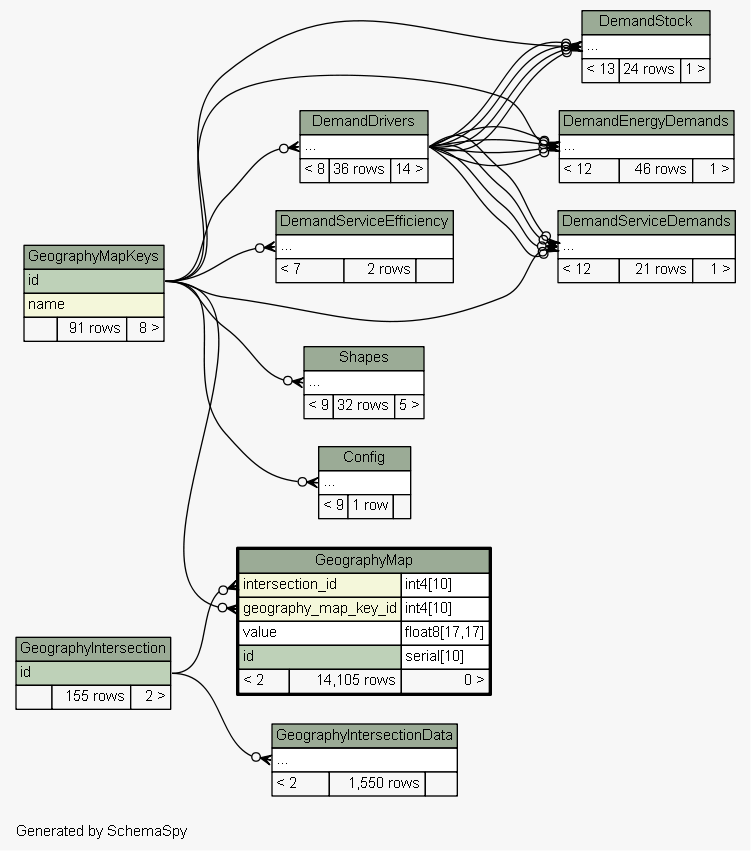 DemandStock
...
< 13 24 rows 1 >
DemandDrivers
...
< 8 36 rows 14 >
DemandEnergyDemands
...
< 12 46 rows 1 >
DemandServiceEfficiency
...
< 7 2 rows
DemandServiceDemands
...
< 12 21 rows 1 >
GeographyMapKeys
id
name
91 rows 8 >
Shapes
...
< 9 32 rows 5 >
Config
...
< 9 1 row
GeographyMap
intersection_id int4[10]
geography_map_key_id int4[10]
value float8[17,17]
id serial[10]
< 2 14,105 rows 0 >
GeographyIntersection
id
155 rows 2 >
GeographyIntersectionData
...
< 2 1,550 rows
Generated by SchemaSpy